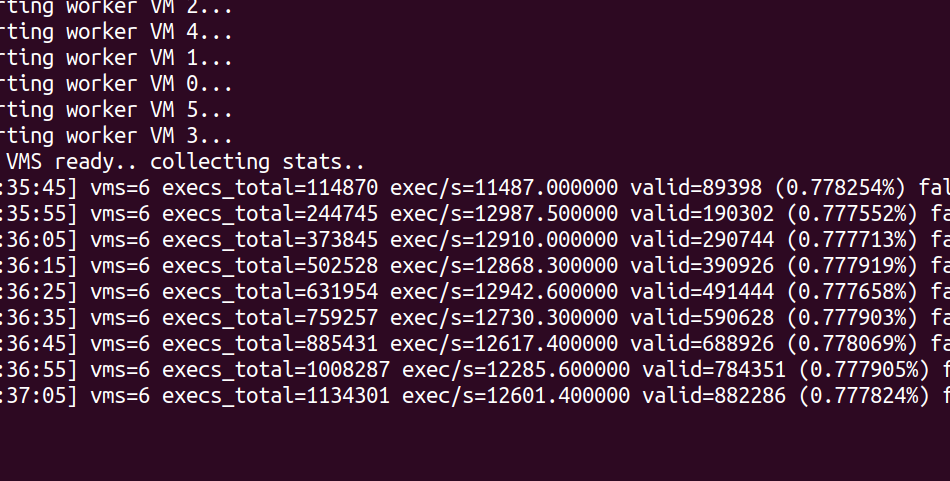 rting worker VM 2...
rting worker VM 4...
rting worker VM 1...
rting worker VM 0...
rting worker VM 5...
rting worker VM 3...
VMS ready.. collecting stats..
:35:45] vms=6 execs_total=114870 exec/s=11487.000000 valid=89398 (0.778254%) fal
:35:55] vms=6 execs_total=244745 exec/s=12987.500000 valid=190302 (0.777552%) fa
:36:05] vms=6 execs_total=373845 exec/s=12910.000000 valid=290744 (0.777713%) fa
:36:15] vms=6 execs_total=502528 exec/s=12868.300000 valid=390926 (0.777919%) fa
:36:25] vms=6 execs_total=631954 exec/s=12942.600000 valid=491444 (0.777658%) fa
:36:35] vms=6 execs_total=759257 exec/s=12730.300000 valid=590628 (0.777903%) fa
:36:45] vms=6 execs_total=885431 exec/s=12617.400000 valid=688926 (0.778069%) fa
:36:55] vms=6 execs_total=1008287 exec/s=12285.600000 valid=784351 (0.777905%) f
:37:05] vms=6 execs_total=1134301 exec/s=12601.400000 valid=882286 (0.777824%) f